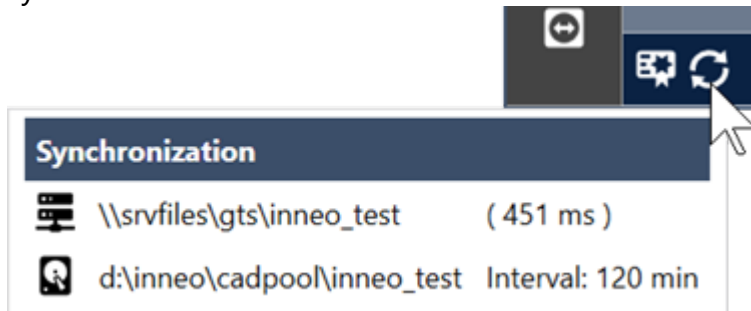 Synchronization
\\srvfiles\gts\inneo_test ( 451 ms )
d:\inneo\cadpool\inneo_test Interval: 120 min